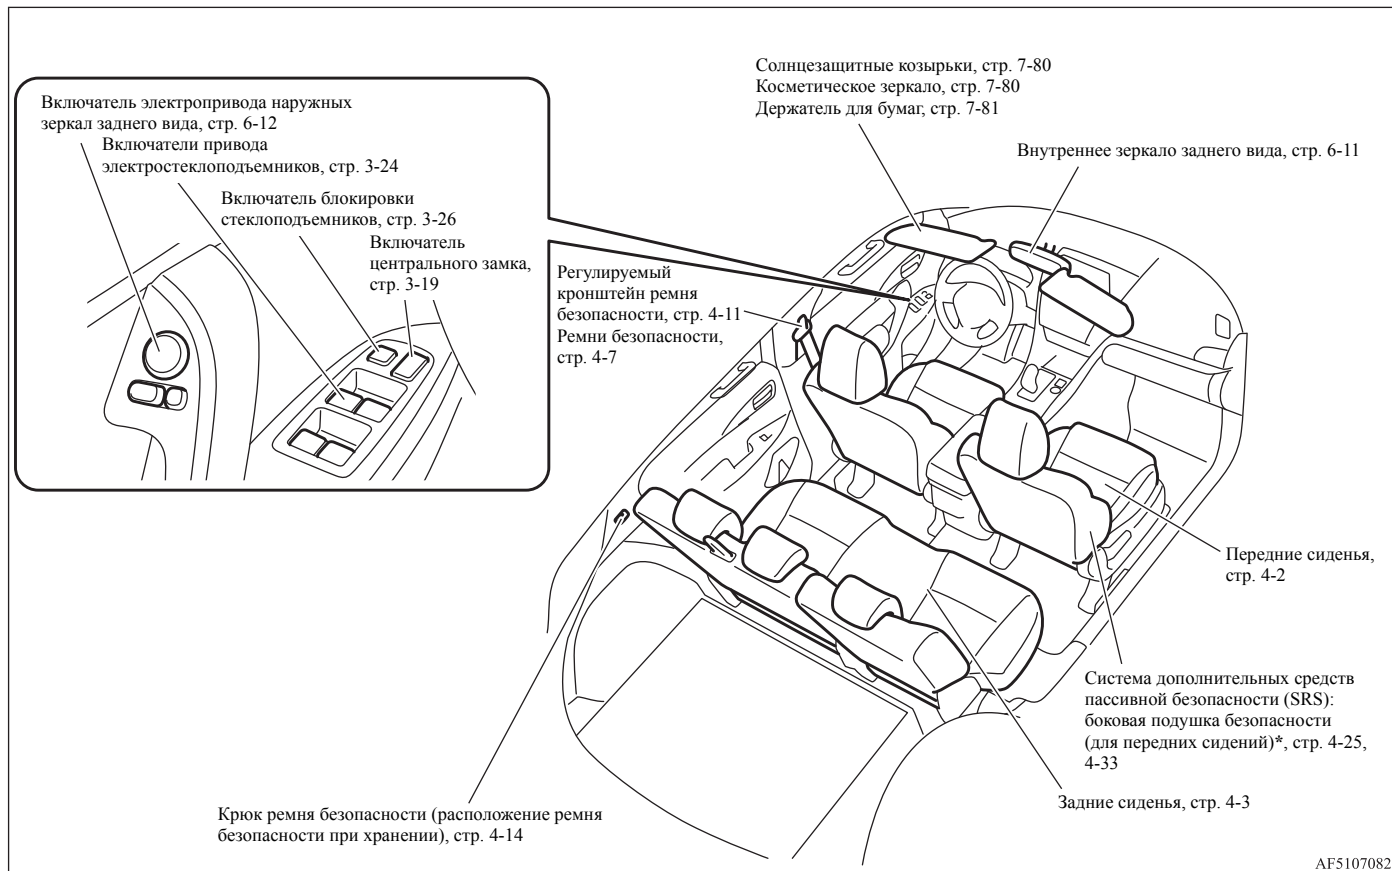 Солнцезащитные козырьки, стр. 7-80
Косметическое зеркало, стр. 7-80
Держатель для бумаг, стр. 7-81
Включатель электропривода наружных
зеркал заднего вида, стр. 6-12
Включатели привода
электростеклоподъемников, стр. 3-24
Внутреннее зеркало заднего вида, стр. 6-11
Включатель блокировки
стеклоподъемников, стр. 3-26
Включатель
центрального замка,
стр. 3-19
Регулируемый
кронштейн ремня
безопасности, стр. 4-11
Ремни безопасности,
стр. 4-7
Передние сиденья,
стр. 4-2
Система дополнительных средств
пассивной безопасности (SRS):
боковая подушка безопасности
(для передних сидений)*, стр. 4-25,
4-33
Задние сиденья, стр. 4-3
Крюк ремня безопасности (расположение ремня
безопасности при хранении), стр. 4-14
AF5107082